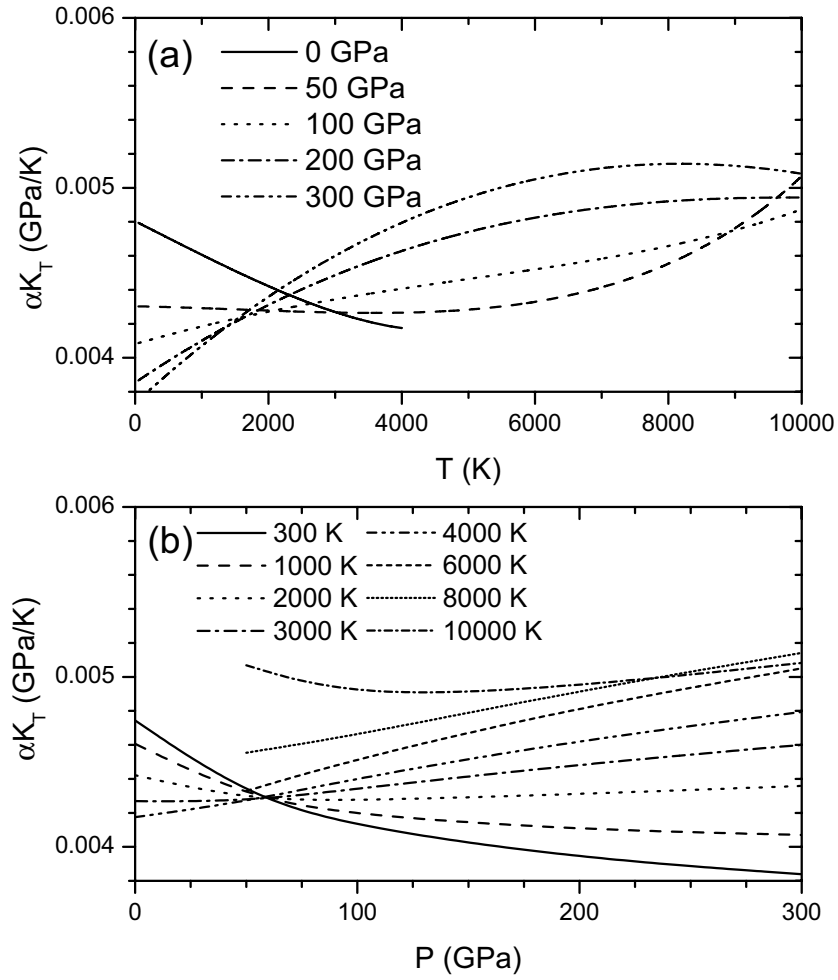 0.006
(a)
0 GPa
50 GPa
100 GPa
200 GPa
300 GPa
0.005
0.004
αK_T (GPa/K)
0 2000 4000 6000 8000 10000
T (K)
0.006
(b)
300 K 4000 K
1000 K 6000 K
2000 K 8000 K
3000 K 10000 K
0.005
0.004
αK_T (GPa/K)
0 100 200 300
P (GPa)